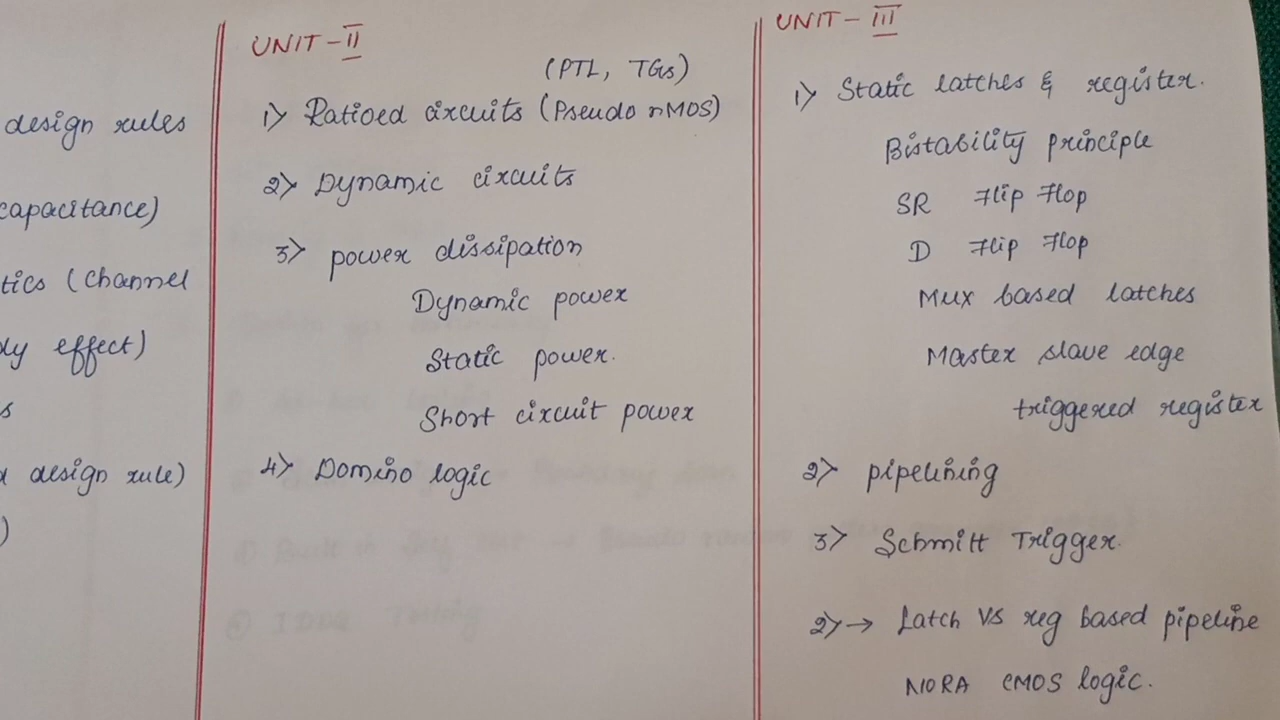 design rules
capacitance)
tics (channel
dy effect)
s
design rule)
)
UNIT - II
(PTL, TGs)
1) Ratioed circuits (Pseudo nMOS)
2) Dynamic circuits
3) power dissipation
Dynamic power
Static power.
Short circuit power
4) Domino logic
UNIT - III
1) Static latches & register.
Bistability principle
SR Flip Flop
D Flip Flop
Mux based latches
Master slave edge
triggered register
2) pipelining
3) Schmitt Trigger.
2) → Latch vs reg based pipeline
NORA CMOS logic.